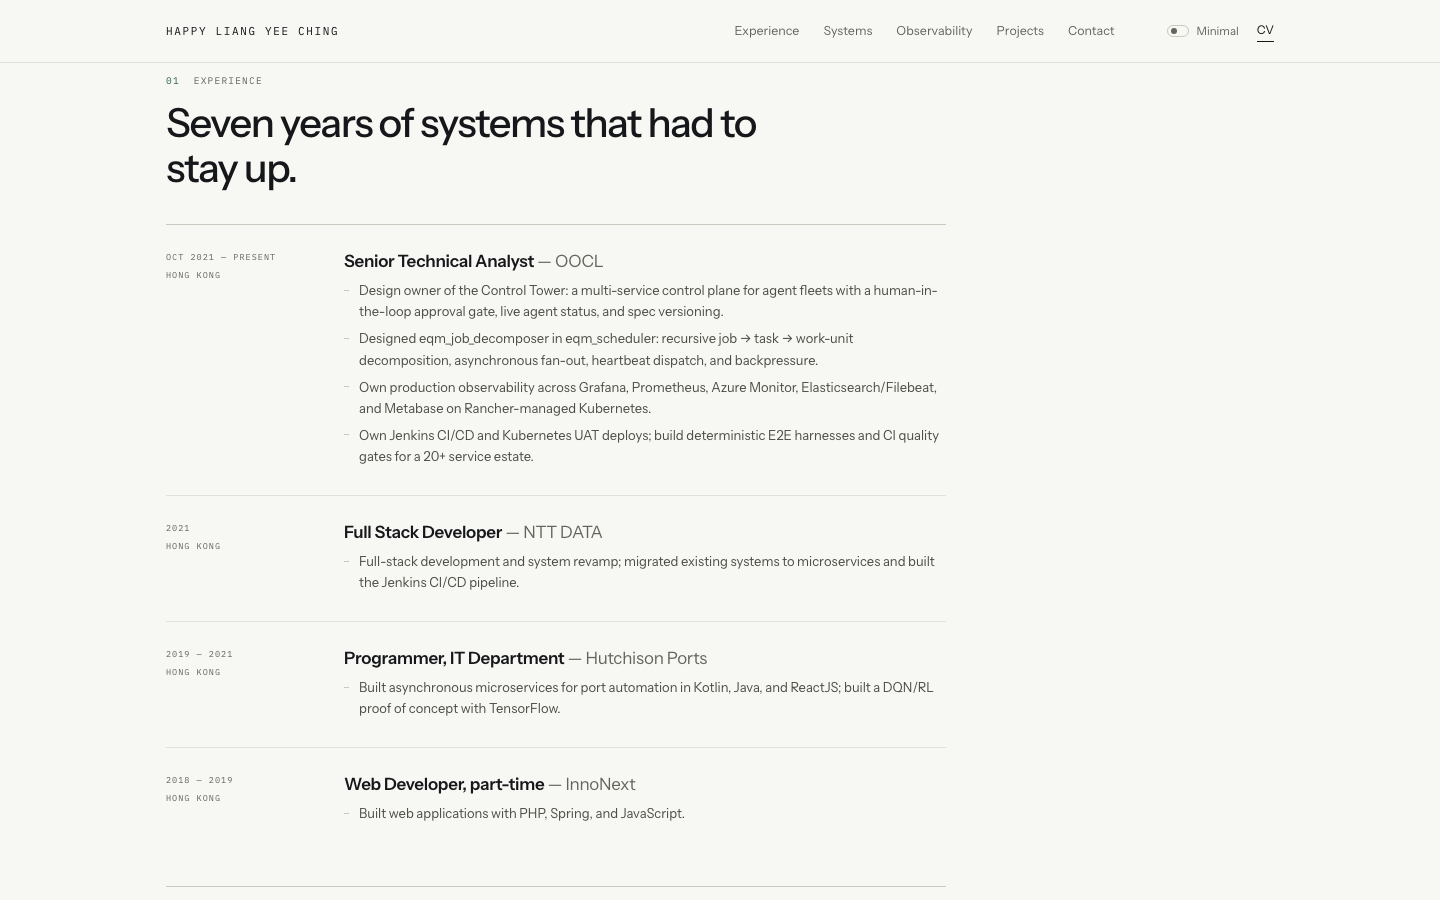 HAPPY LIANG YEE CHING
Experience Systems Observability Projects Contact Minimal CV
01 EXPERIENCE
Seven years of systems that had to
stay up.
OCT 2021 — PRESENT
HONG KONG
Senior Technical Analyst — OOCL
– Design owner of the Control Tower: a multi-service control plane for agent fleets with a human-in-
the-loop approval gate, live agent status, and spec versioning.
– Designed eqm_job_decomposer in eqm_scheduler: recursive job → task → work-unit
decomposition, asynchronous fan-out, heartbeat dispatch, and backpressure.
– Own production observability across Grafana, Prometheus, Azure Monitor, Elasticsearch/Filebeat,
and Metabase on Rancher-managed Kubernetes.
– Own Jenkins CI/CD and Kubernetes UAT deploys; build deterministic E2E harnesses and CI quality
gates for a 20+ service estate.
2021
HONG KONG
Full Stack Developer — NTT DATA
– Full-stack development and system revamp; migrated existing systems to microservices and built
the Jenkins CI/CD pipeline.
2019 — 2021
HONG KONG
Programmer, IT Department — Hutchison Ports
– Built asynchronous microservices for port automation in Kotlin, Java, and ReactJS; built a DQN/RL
proof of concept with TensorFlow.
2018 — 2019
HONG KONG
Web Developer, part-time — InnoNext
– Built web applications with PHP, Spring, and JavaScript.